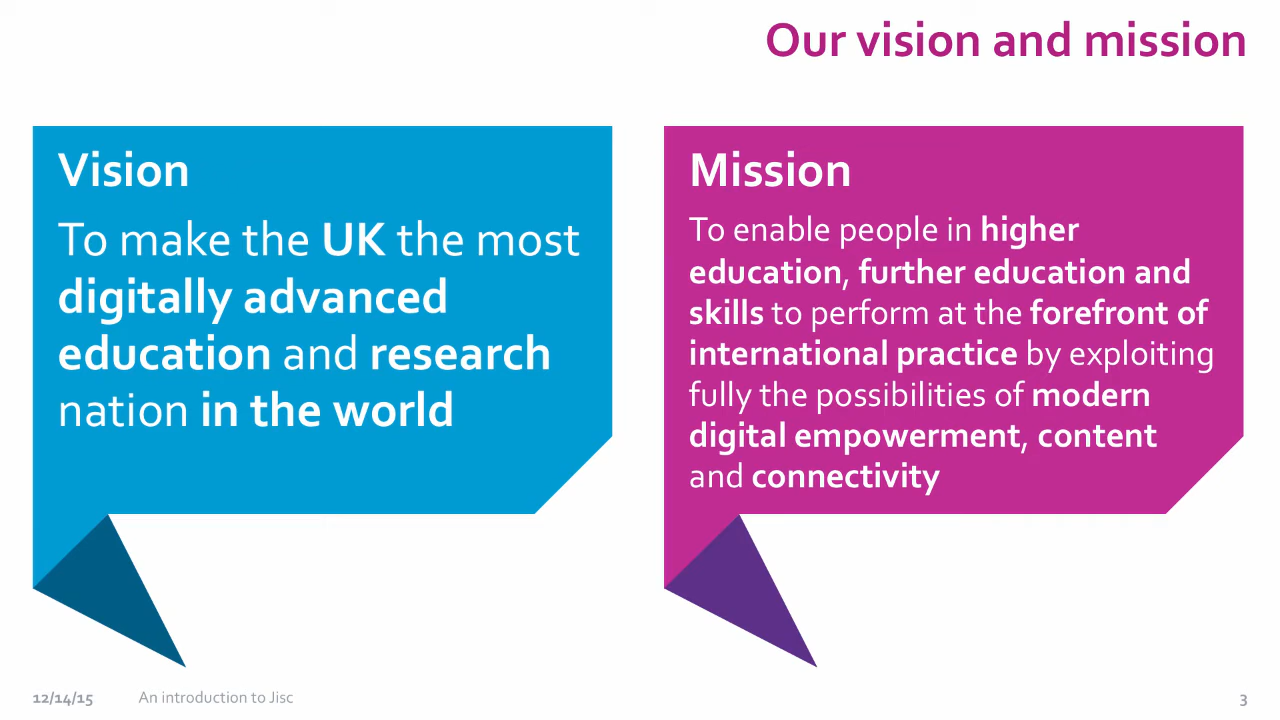 Our vision and mission
Vision
To make the UK the most
digitally advanced
education and research
nation in the world
Mission
To enable people in higher
education, further education and
skills to perform at the forefront of
international practice by exploiting
fully the possibilities of modern
digital empowerment, content
and connectivity
12/14/15 An introduction to Jisc 3